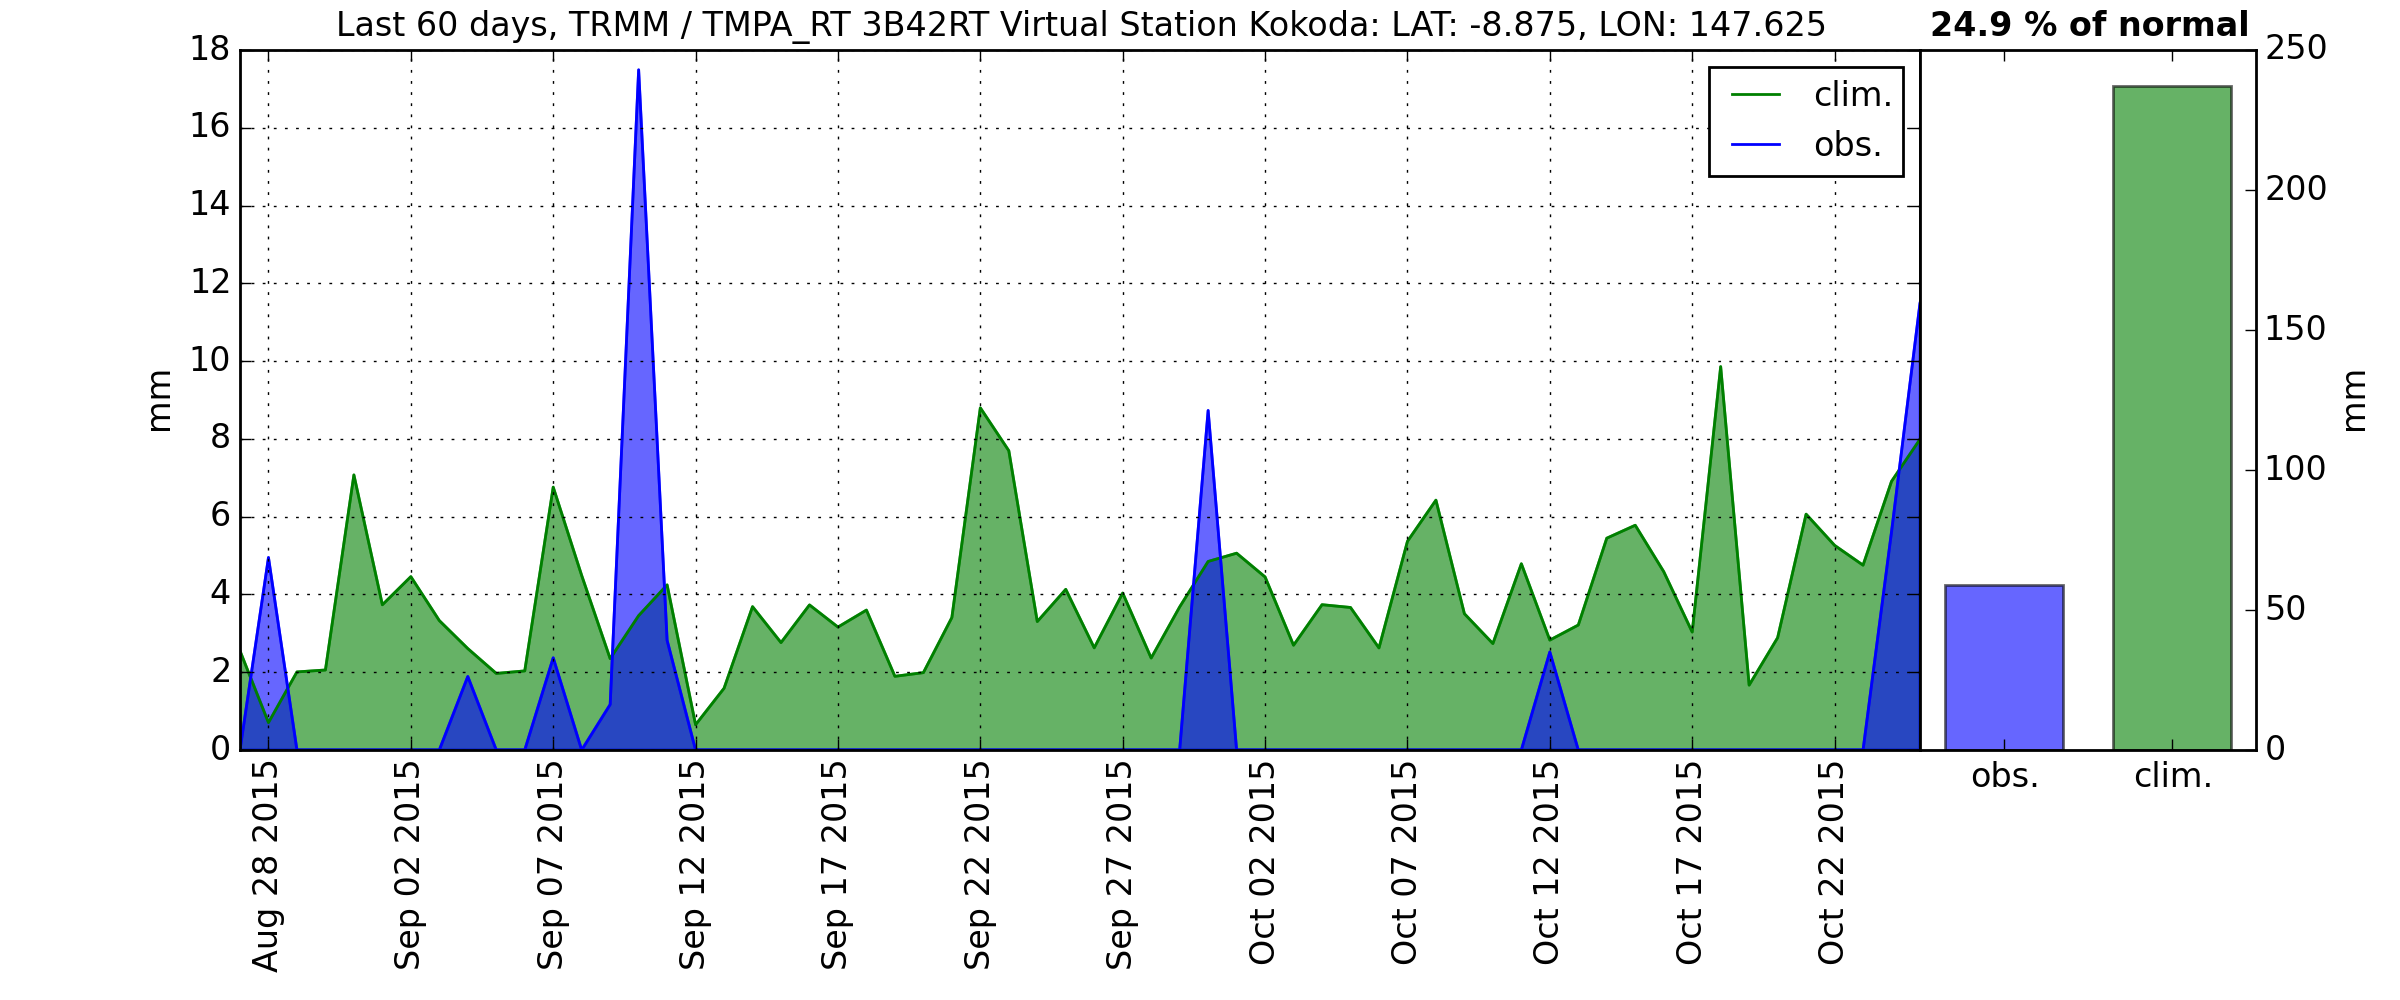 Last 60 days, TRMM / TMPA_RT 3B42RT Virtual Station Kokoda: LAT: -8.875, LON: 147.625
24.9 % of normal
18
16
14
12
10
8
6
4
2
0
mm
clim.
obs.
250
200
150
100
50
0
mm
Aug 28 2015
Sep 02 2015
Sep 07 2015
Sep 12 2015
Sep 17 2015
Sep 22 2015
Sep 27 2015
Oct 02 2015
Oct 07 2015
Oct 12 2015
Oct 17 2015
Oct 22 2015
obs.
clim.